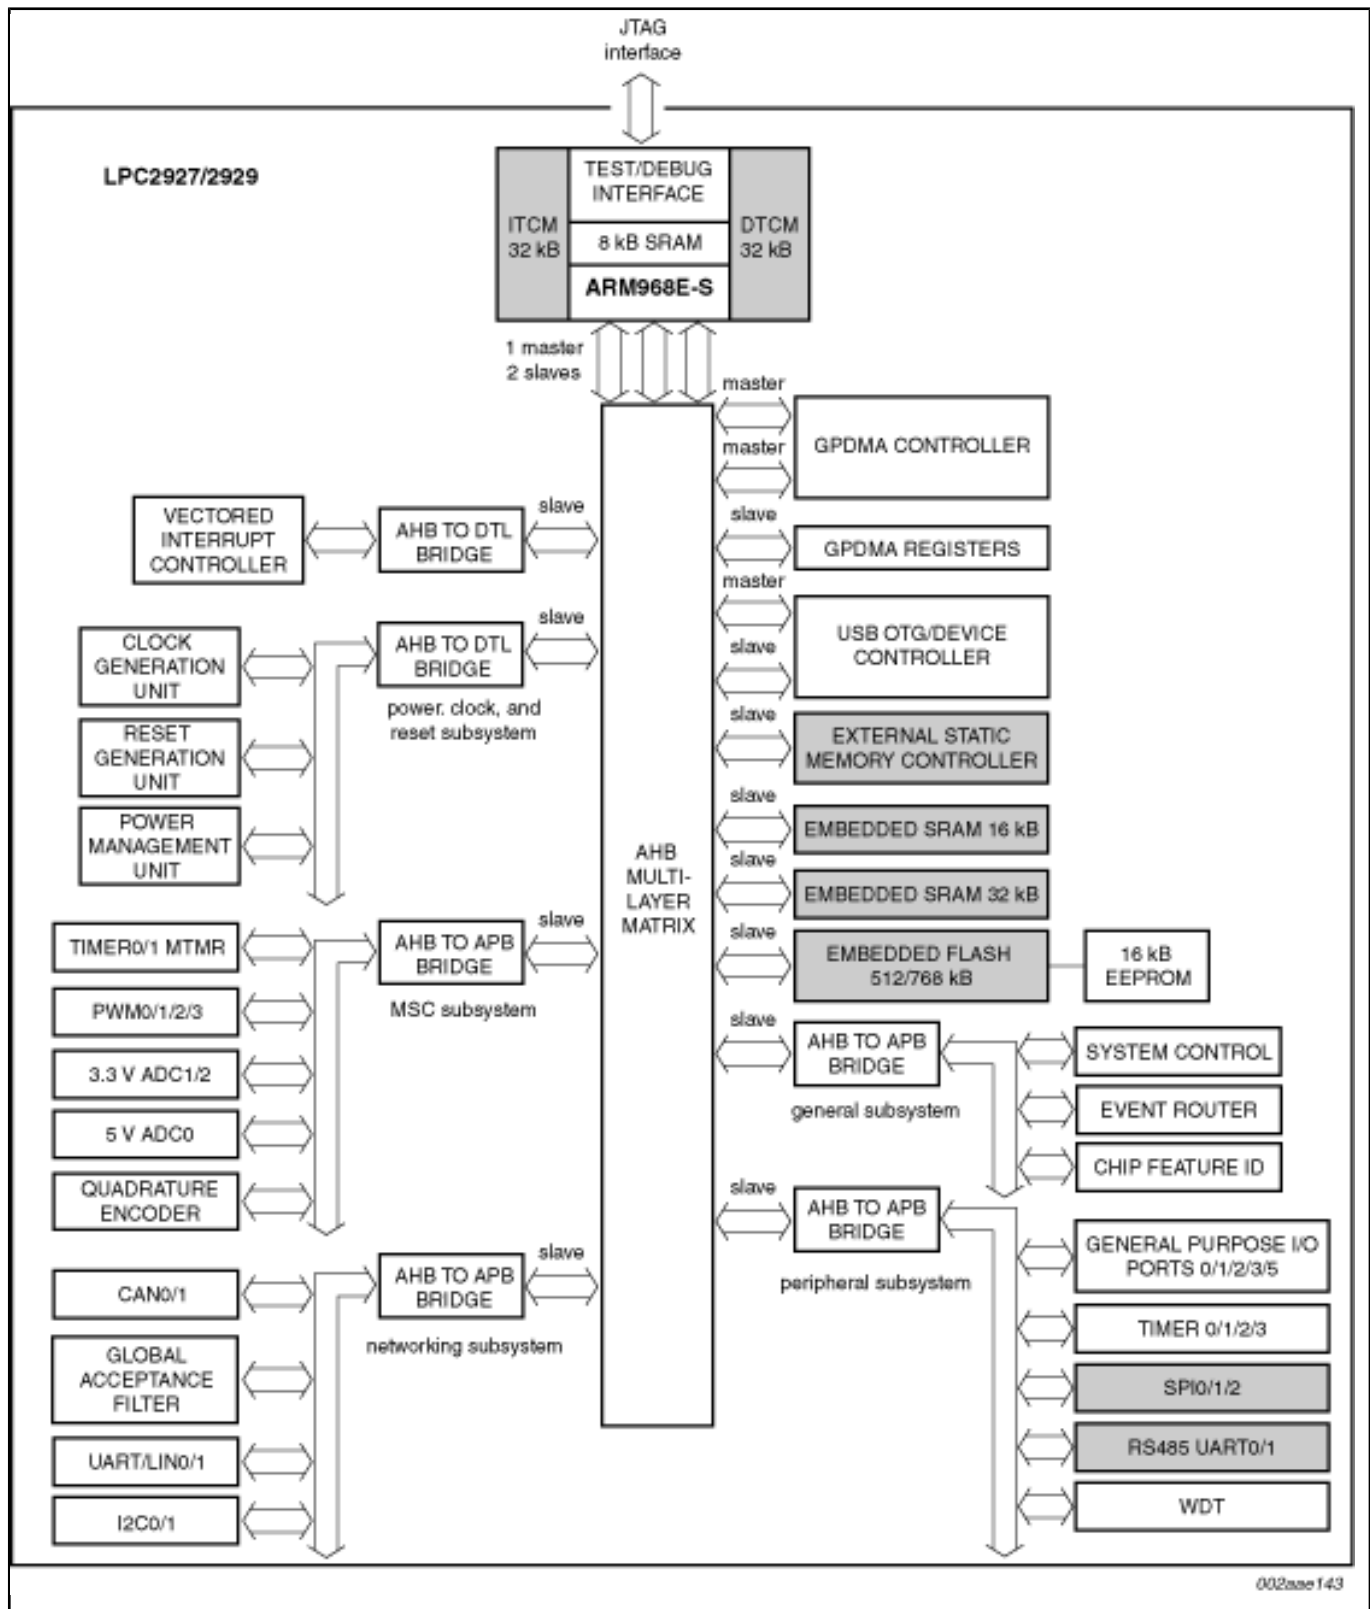 JTAG
interface
LPC2927/2929
ITCM
32 kB
TEST/DEBUG
INTERFACE
8 kB SRAM
ARM968E-S
DTCM
32 kB
1 master
2 slaves
master
GPDMA CONTROLLER
master
slave
GPDMA REGISTERS
master
USB OTG/DEVICE
CONTROLLER
slave
slave
EXTERNAL STATIC
MEMORY CONTROLLER
slave
EMBEDDED SRAM 16 kB
slave
EMBEDDED SRAM 32 kB
slave
EMBEDDED FLASH
512/768 kB
16 kB
EEPROM
slave
AHB TO APB
BRIDGE
general subsystem
SYSTEM CONTROL
EVENT ROUTER
CHIP FEATURE ID
slave
AHB TO APB
BRIDGE
peripheral subsystem
GENERAL PURPOSE I/O
PORTS 0/1/2/3/5
TIMER 0/1/2/3
SPI0/1/2
RS485 UART0/1
WDT
AHB
MULTI-
LAYER
MATRIX
VECTORED
INTERRUPT
CONTROLLER
AHB TO DTL
BRIDGE
slave
CLOCK
GENERATION
UNIT
RESET
GENERATION
UNIT
POWER
MANAGEMENT
UNIT
AHB TO DTL
BRIDGE
slave
power. clock, and
reset subsystem
TIMER0/1 MTMR
PWM0/1/2/3
3.3 V ADC1/2
5 V ADC0
QUADRATURE
ENCODER
AHB TO APB
BRIDGE
slave
MSC subsystem
CAN0/1
GLOBAL
ACCEPTANCE
FILTER
UART/LIN0/1
I2C0/1
AHB TO APB
BRIDGE
slave
networking subsystem
002aae143